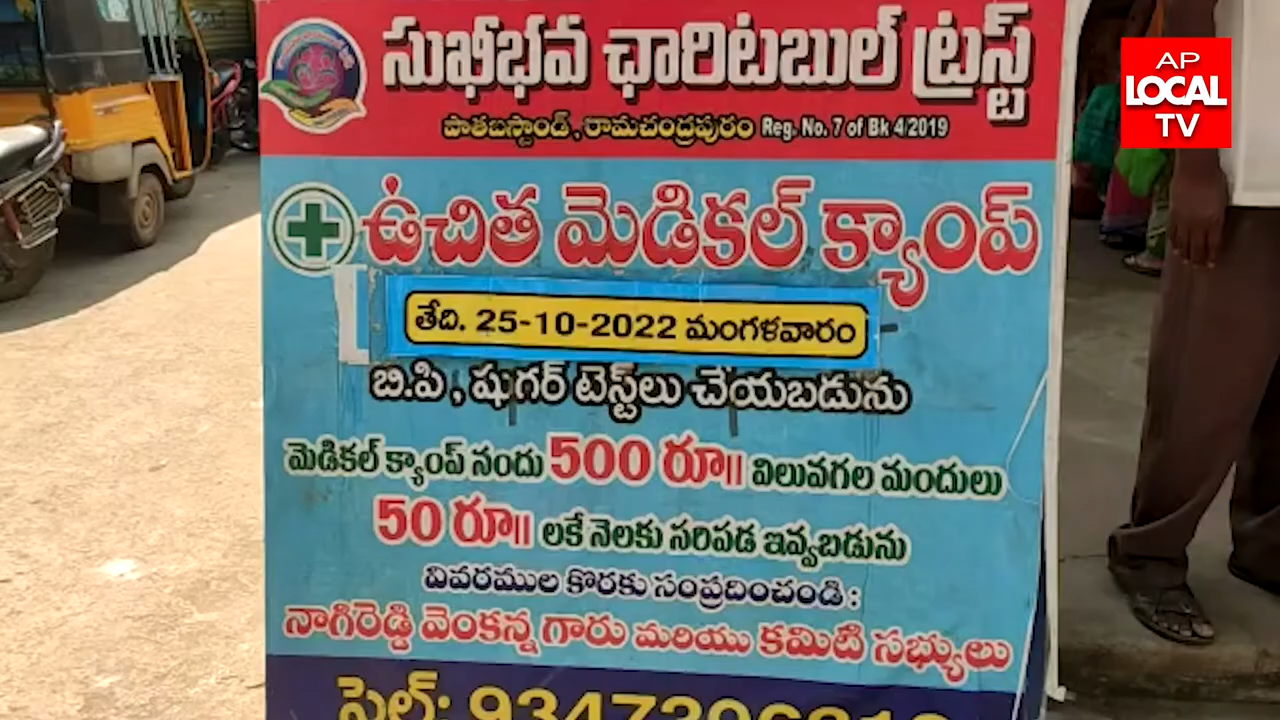 సుఖీభవ ఛారిటబుల్ ట్రస్ట్
పాతబస్టాండ్, రామచంద్రపురం Reg. No. 7 of Bk 4/2019
AP
LOCAL
TV
ఉచిత మెడికల్ క్యాంప్
తేది. 25-10-2022 మంగళవారం
బి.పి, షుగర్ టెస్ట్‌లు చేయబడును
మెడికల్ క్యాంప్ నందు 500 రూ॥ విలువగల మందులు
50 రూ॥ లకే నెలకు సరిపడ ఇవ్వబడును
వివరముల కొరకు సంప్రదించండి :
నాగిరెడ్డి వెంకన్న గారు మరియు కమిటి సభ్యులు
సెల్: